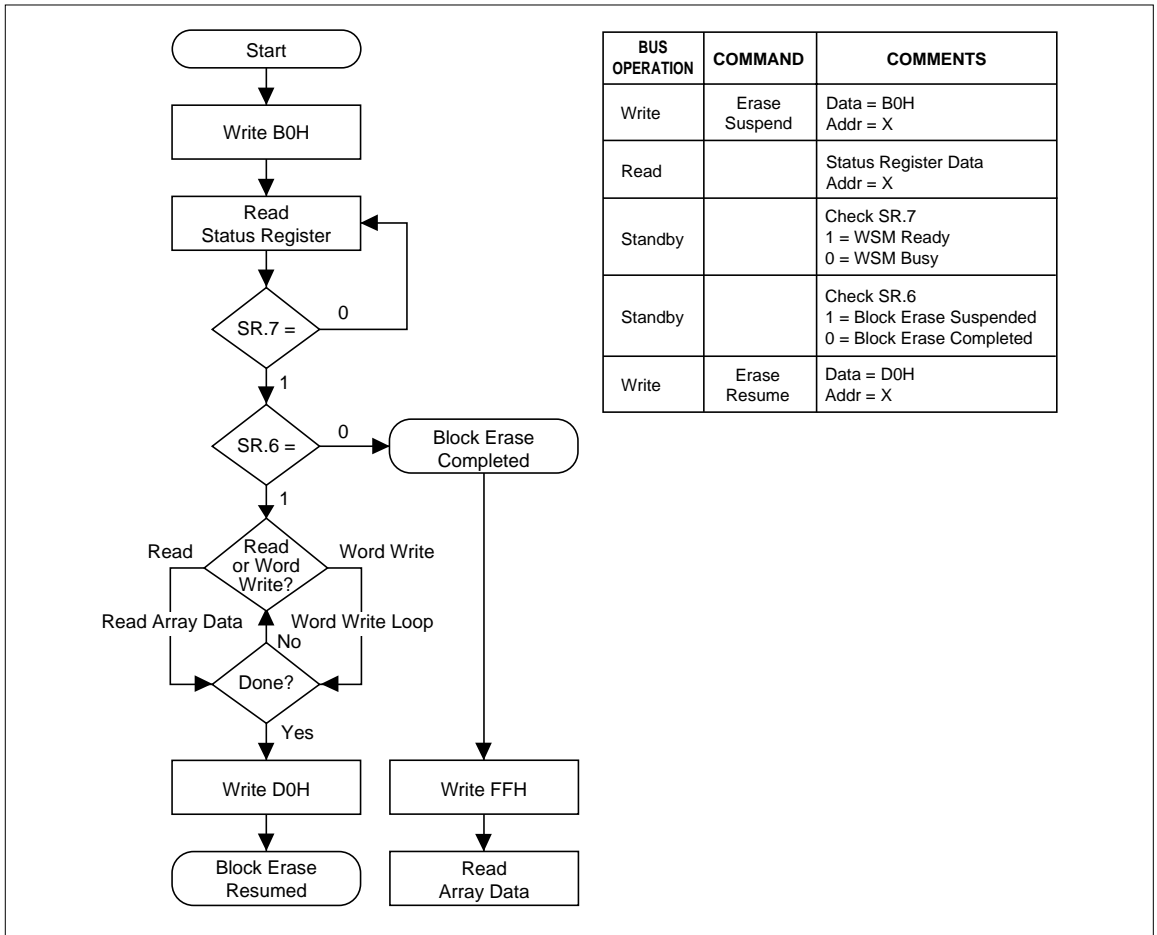 Start
Write B0H
Read
Status Register
SR.7 =
0
1
SR.6 =
0
Block Erase
Completed
1
Read
or Word
Write?
Read
Word Write
Read Array Data
Word Write Loop
No
Done?
Yes
Write D0H
Write FFH
Block Erase
Resumed
Read
Array Data
BUS
OPERATION
COMMAND
COMMENTS
Write
Erase
Suspend
Data = B0H
Addr = X
Read
Status Register Data
Addr = X
Standby
Check SR.7
1 = WSM Ready
0 = WSM Busy
Standby
Check SR.6
1 = Block Erase Suspended
0 = Block Erase Completed
Write
Erase
Resume
Data = D0H
Addr = X